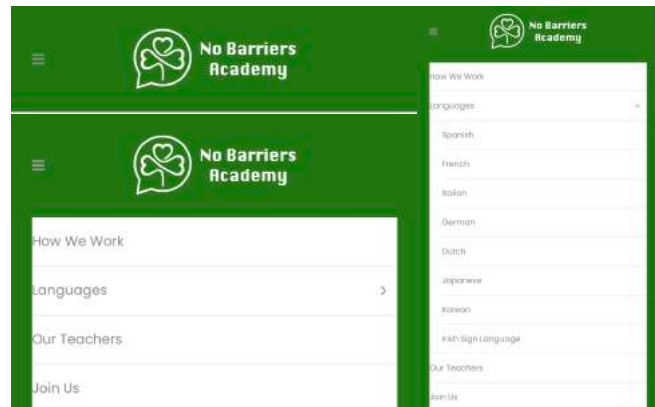 No Barriers
Academy
No Barriers
Academy
How We Work
Languages
Our Teachers
Join Us
No Barriers
Academy
How We Work
Languages
Spanish
French
Italian
German
Dutch
Japanese
Korean
Irish Sign Language
Our Teachers
Join Us